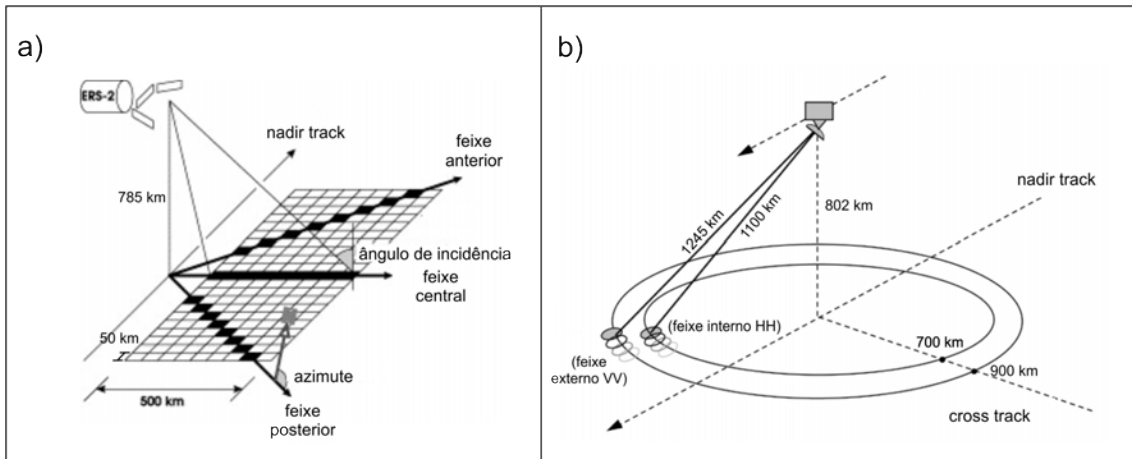 a)
ERS-2
nadir track
feixe
anterior
785 km
ângulo de incidência
feixe
central
50 km
azimute
500 km
feixe
posterior
b)
nadir track
1245 km
1100 km
802 km
(feixe interno HH)
(feixe
externo VV)
700 km
900 km
cross track